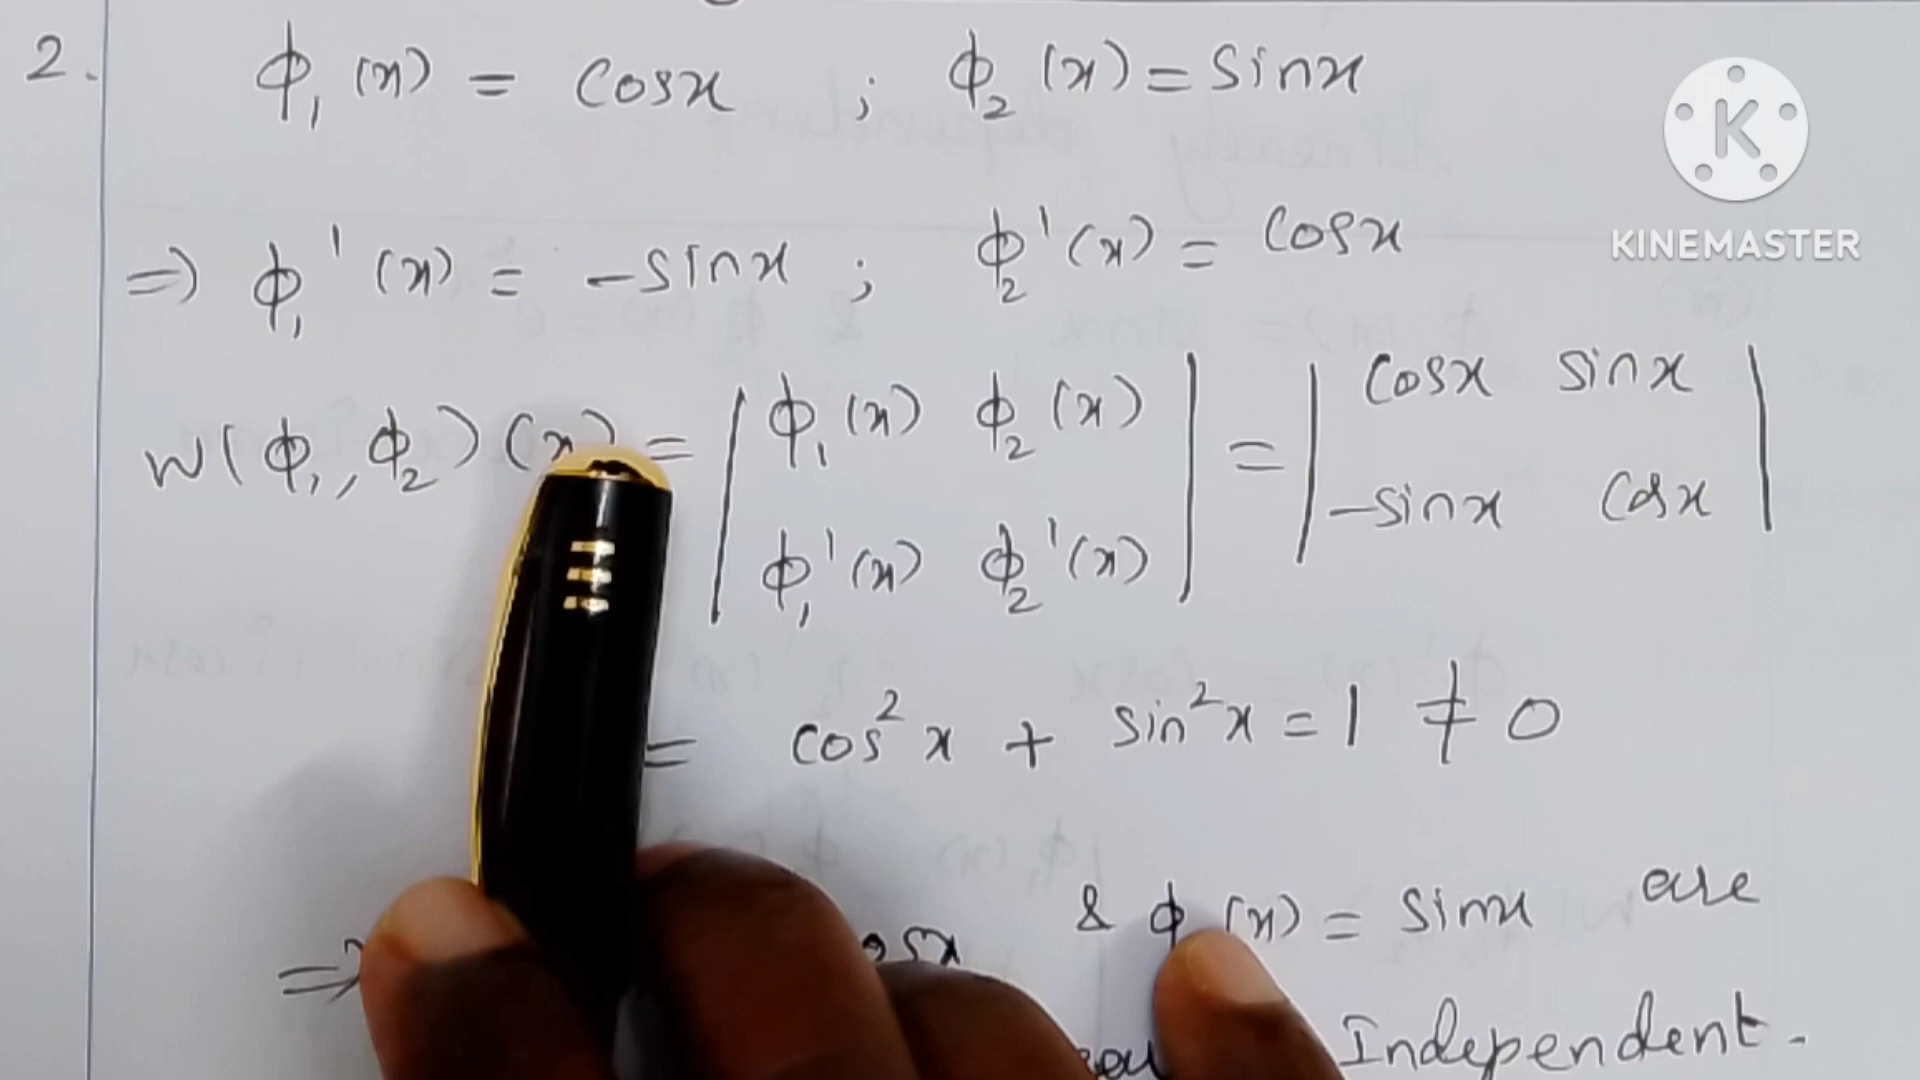 2. ϕ₁(x) = cosx ; ϕ₂(x) = sinx
K
KINEMASTER
⇒ ϕ₁'(x) = -sinx ; ϕ₂'(x) = cosx
W(ϕ₁, ϕ₂)(x) = | ϕ₁(x) ϕ₂(x) | = | cosx sinx |
| ϕ₁'(x) ϕ₂'(x) | | -sinx cosx |
= cos²x + sin²x = 1 ≠ 0
⇒ & ϕ (x) = sinx are
Independent.